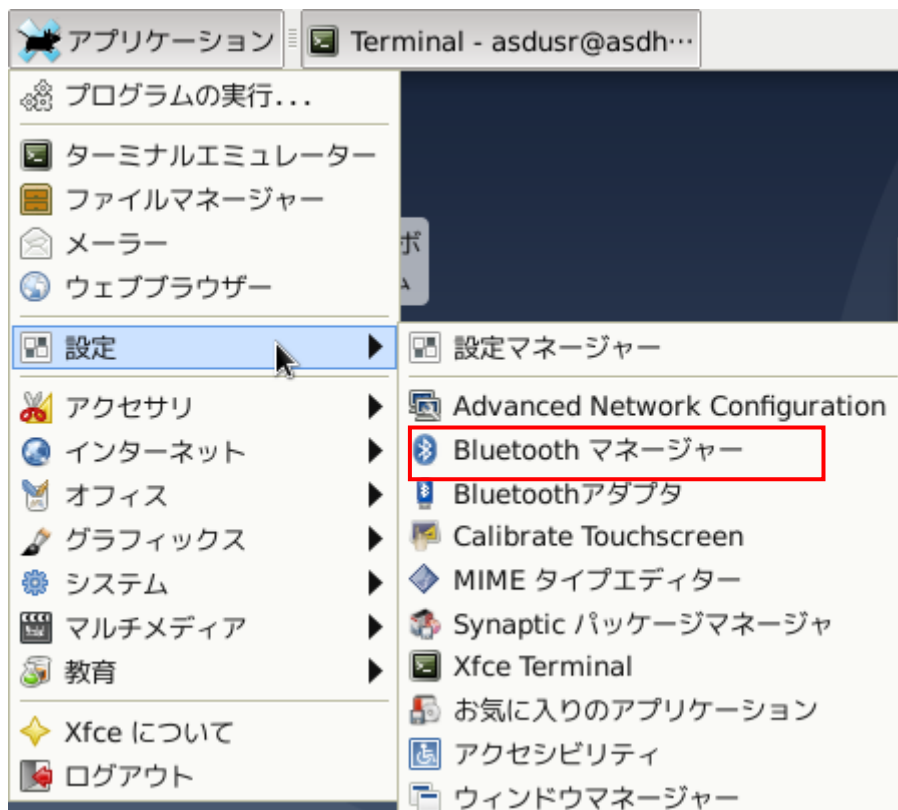 アプリケーション
Terminal - asdusr@asdh…
プログラムの実行...
ターミナルエミュレーター
ファイルマネージャー
メーラー
ウェブブラウザー
ボ
ム
設定
アクセサリ
インターネット
オフィス
グラフィックス
システム
マルチメディア
教育
Xfce について
ログアウト
設定マネージャー
Advanced Network Configuration
Bluetooth マネージャー
Bluetoothアダプタ
Calibrate Touchscreen
MIME タイプエディター
Synaptic パッケージマネージャ
Xfce Terminal
お気に入りのアプリケーション
アクセシビリティ
ウィンドウマネージャー